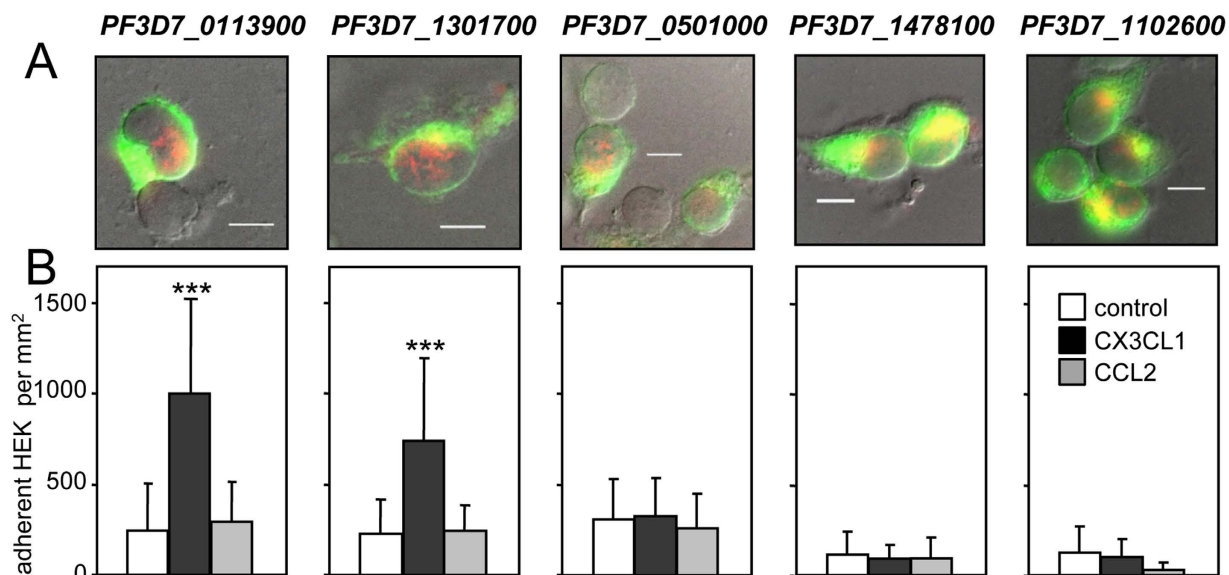 PF3D7_0113900 PF3D7_1301700 PF3D7_0501000 PF3D7_1478100 PF3D7_1102600
A
B
adherent HEK per mm2
1500
1000
500
0
***
***
control
CX3CL1
CCL2